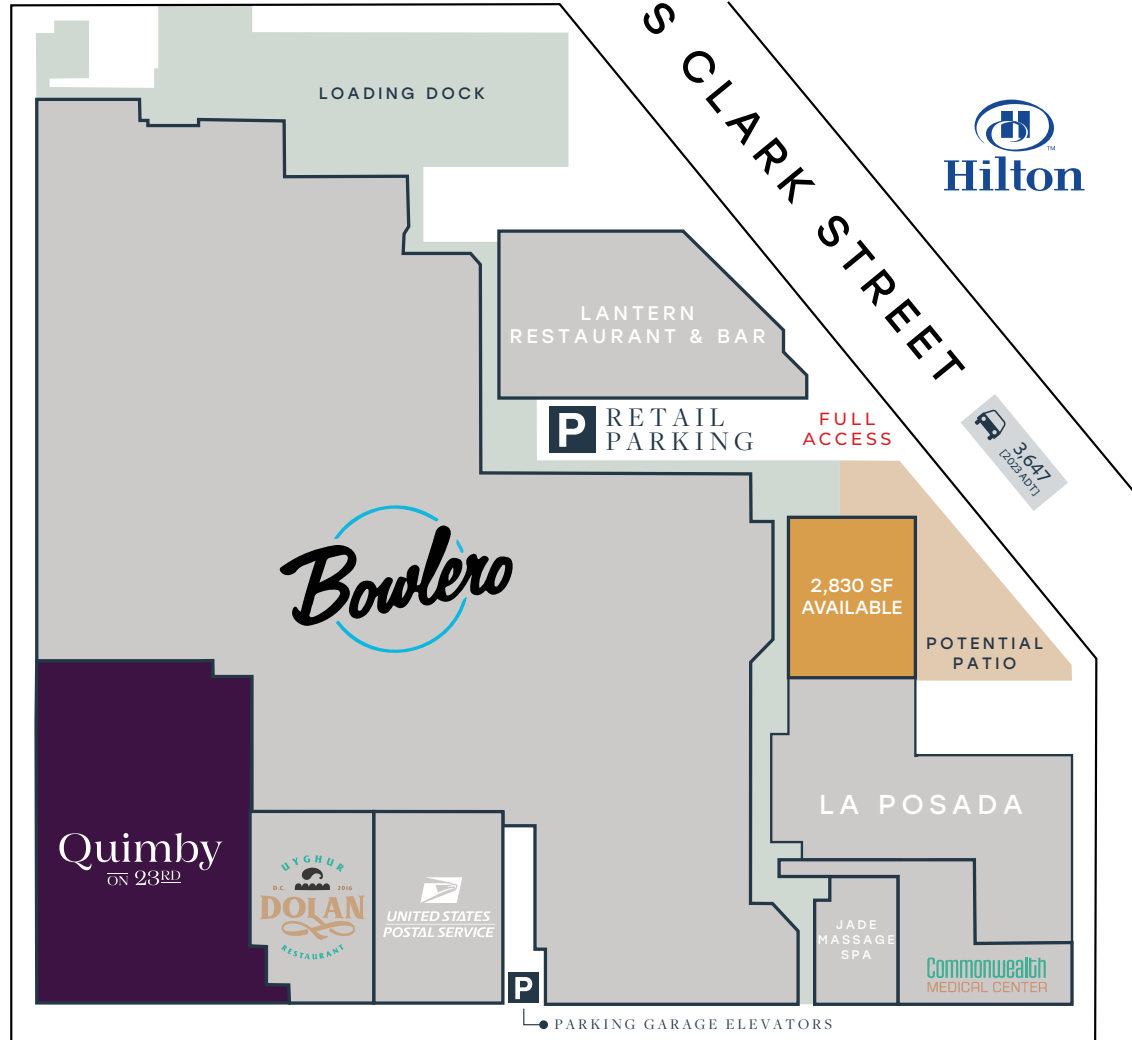 S CLARK STREET
LOADING DOCK
Hilton
TM
LANTERN
RESTAURANT & BAR
P RETAIL
PARKING
FULL
ACCESS
3,647
[2023 ADT]
Bowlero
2,830 SF
AVAILABLE
POTENTIAL
PATIO
LA POSADA
Quimby
ON 23RD
UYGHUR
D.C. 2016
DOLAN
RESTAURANT
UNITED STATES
POSTAL SERVICE
JADE
MASSAGE
SPA
Commonwealth
MEDICAL CENTER
P
PARKING GARAGE ELEVATORS